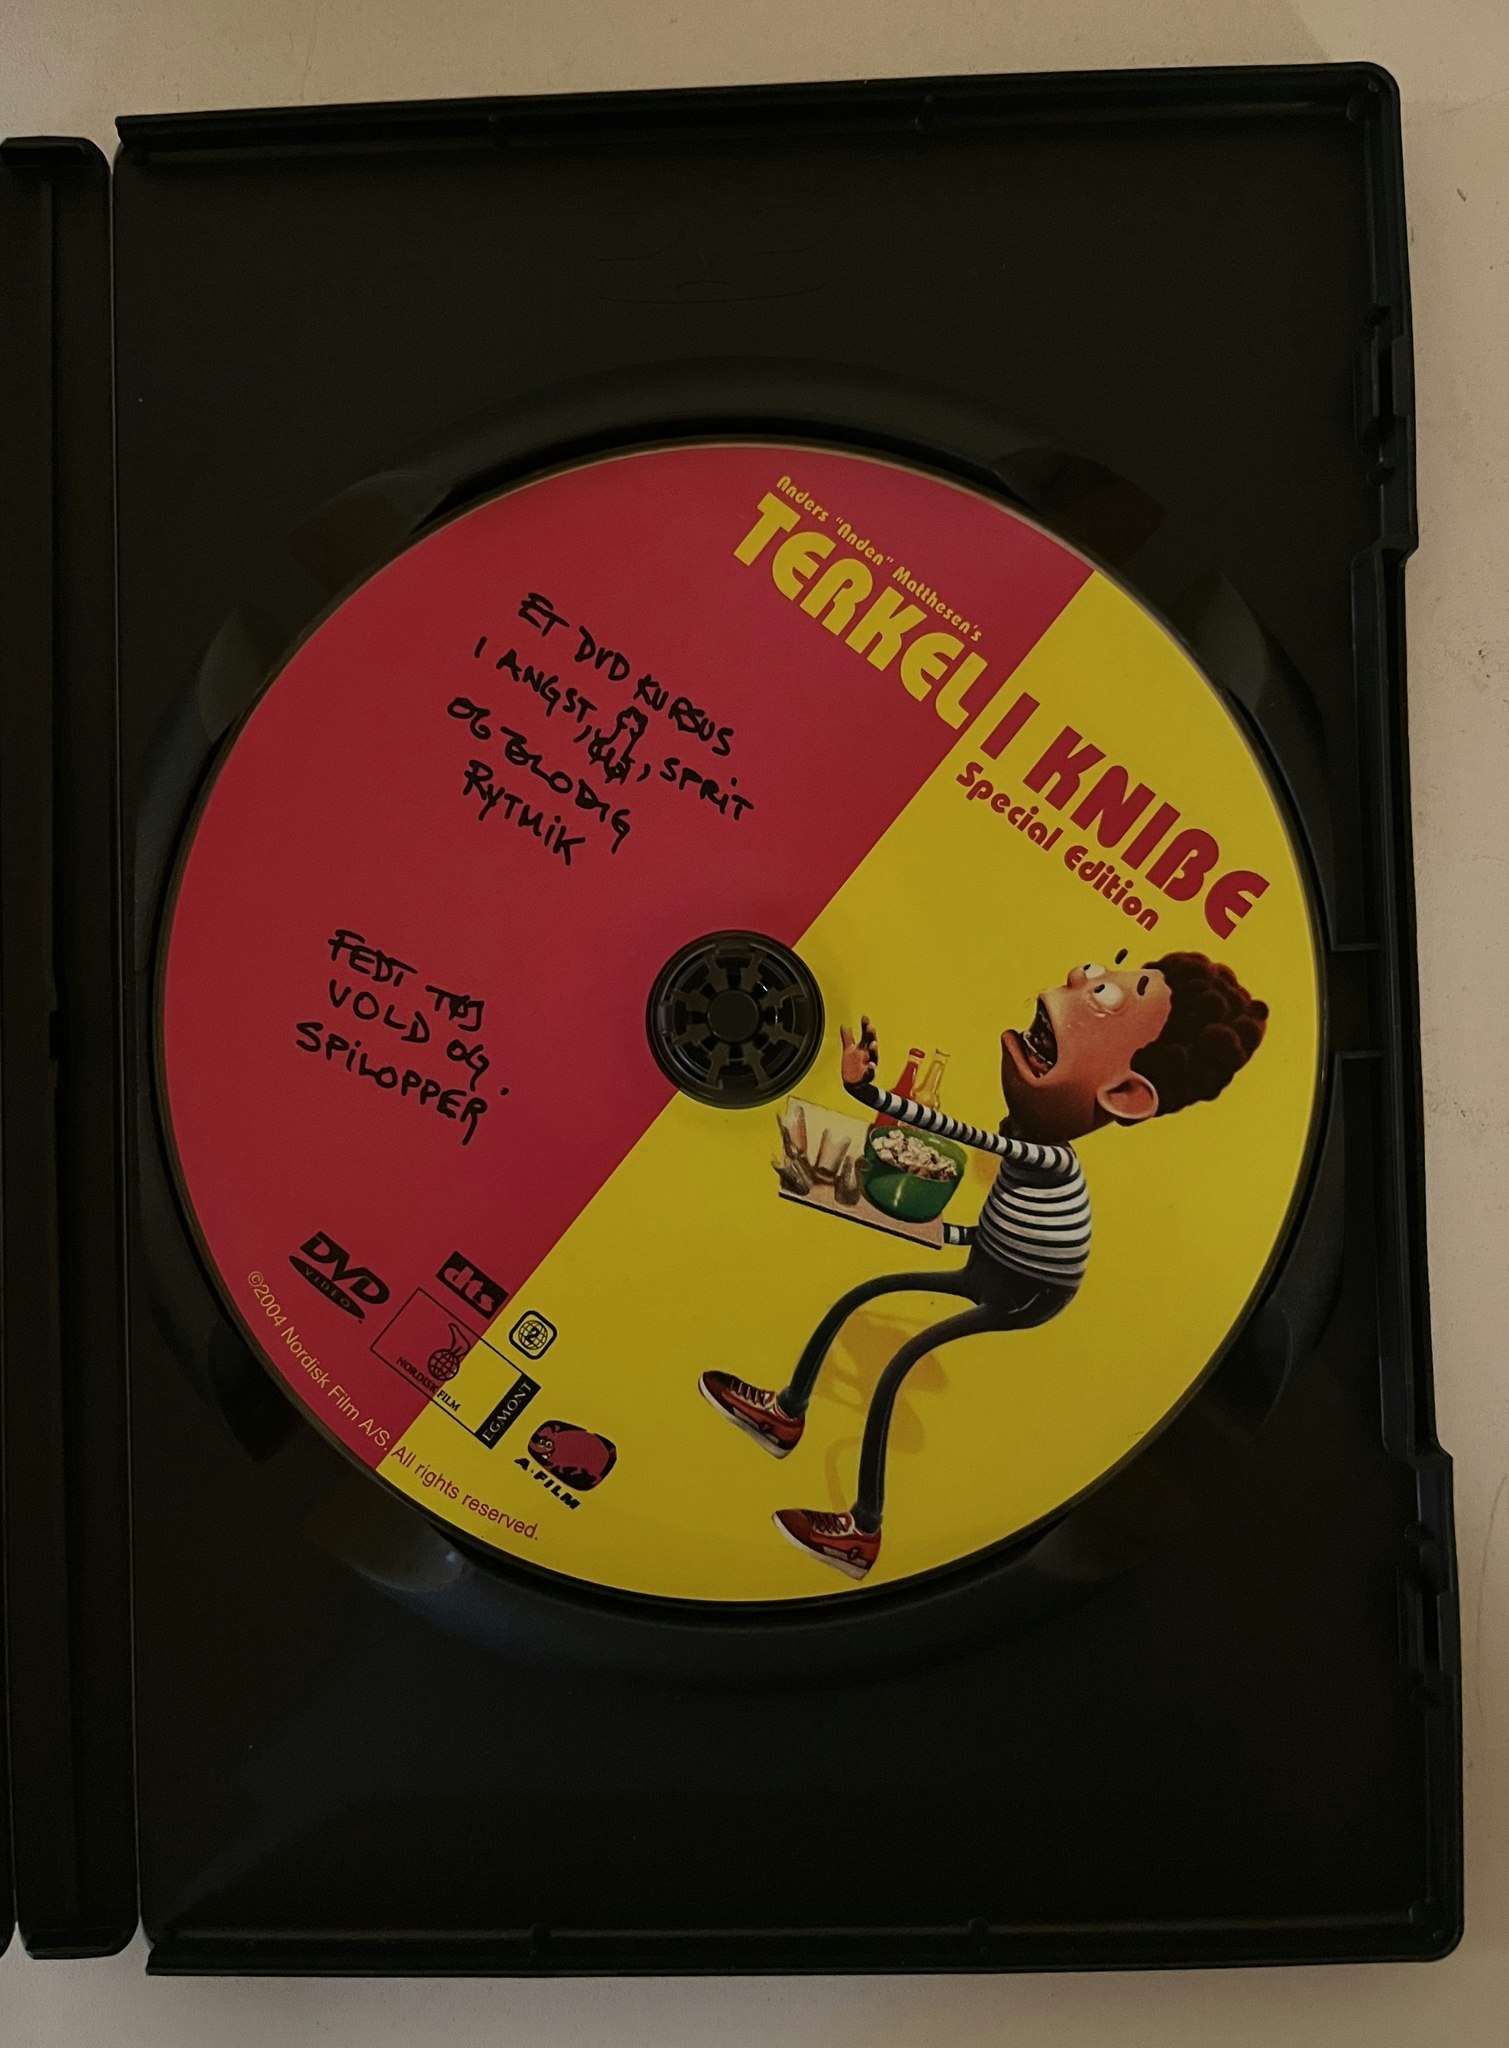 Anders "Anden" Matthesen's
TERKEL I KNIBE
Special Edition
ET DVD KURSUS
I ANGST, SPRIT
OG BLODIG
RYTMIK
FEDT TØJ
VOLD OG
SPILOPPER
DVD
VIDEO
dts
2
NORDISK FILM
EGMONT
A·FILM
©2004 Nordisk Film A/S. All rights reserved.